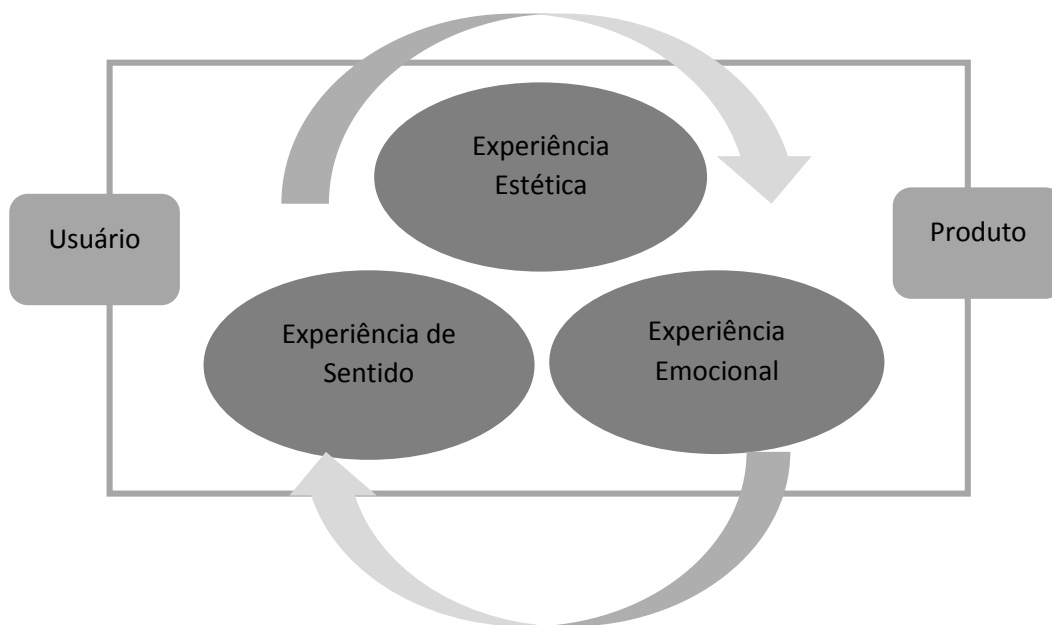 Experiência
Estética
Usuário
Produto
Experiência de
Sentido
Experiência
Emocional